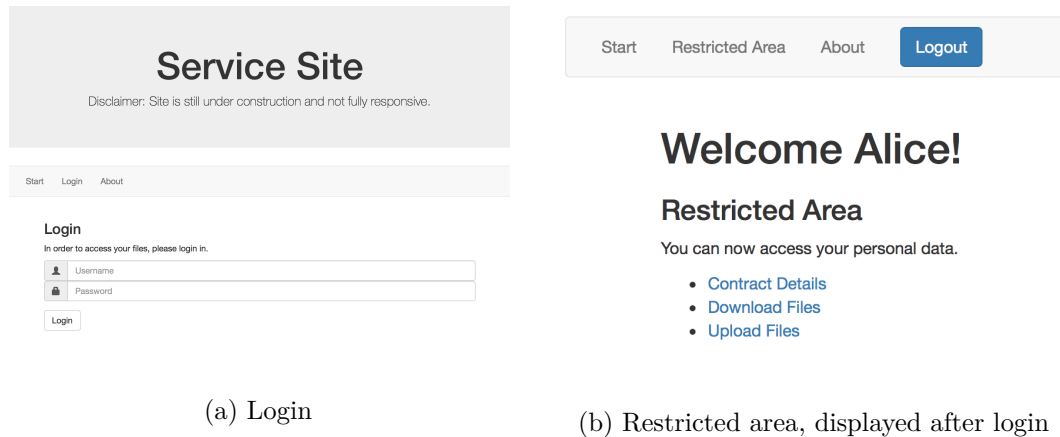 Service Site
Disclaimer: Site is still under construction and not fully responsive.
Start Login About
Login
In order to access your files, please login in.
Username
Password
Login
(a) Login
Start Restricted Area About Logout
Welcome Alice!
Restricted Area
You can now access your personal data.
• Contract Details
• Download Files
• Upload Files
(b) Restricted area, displayed after login